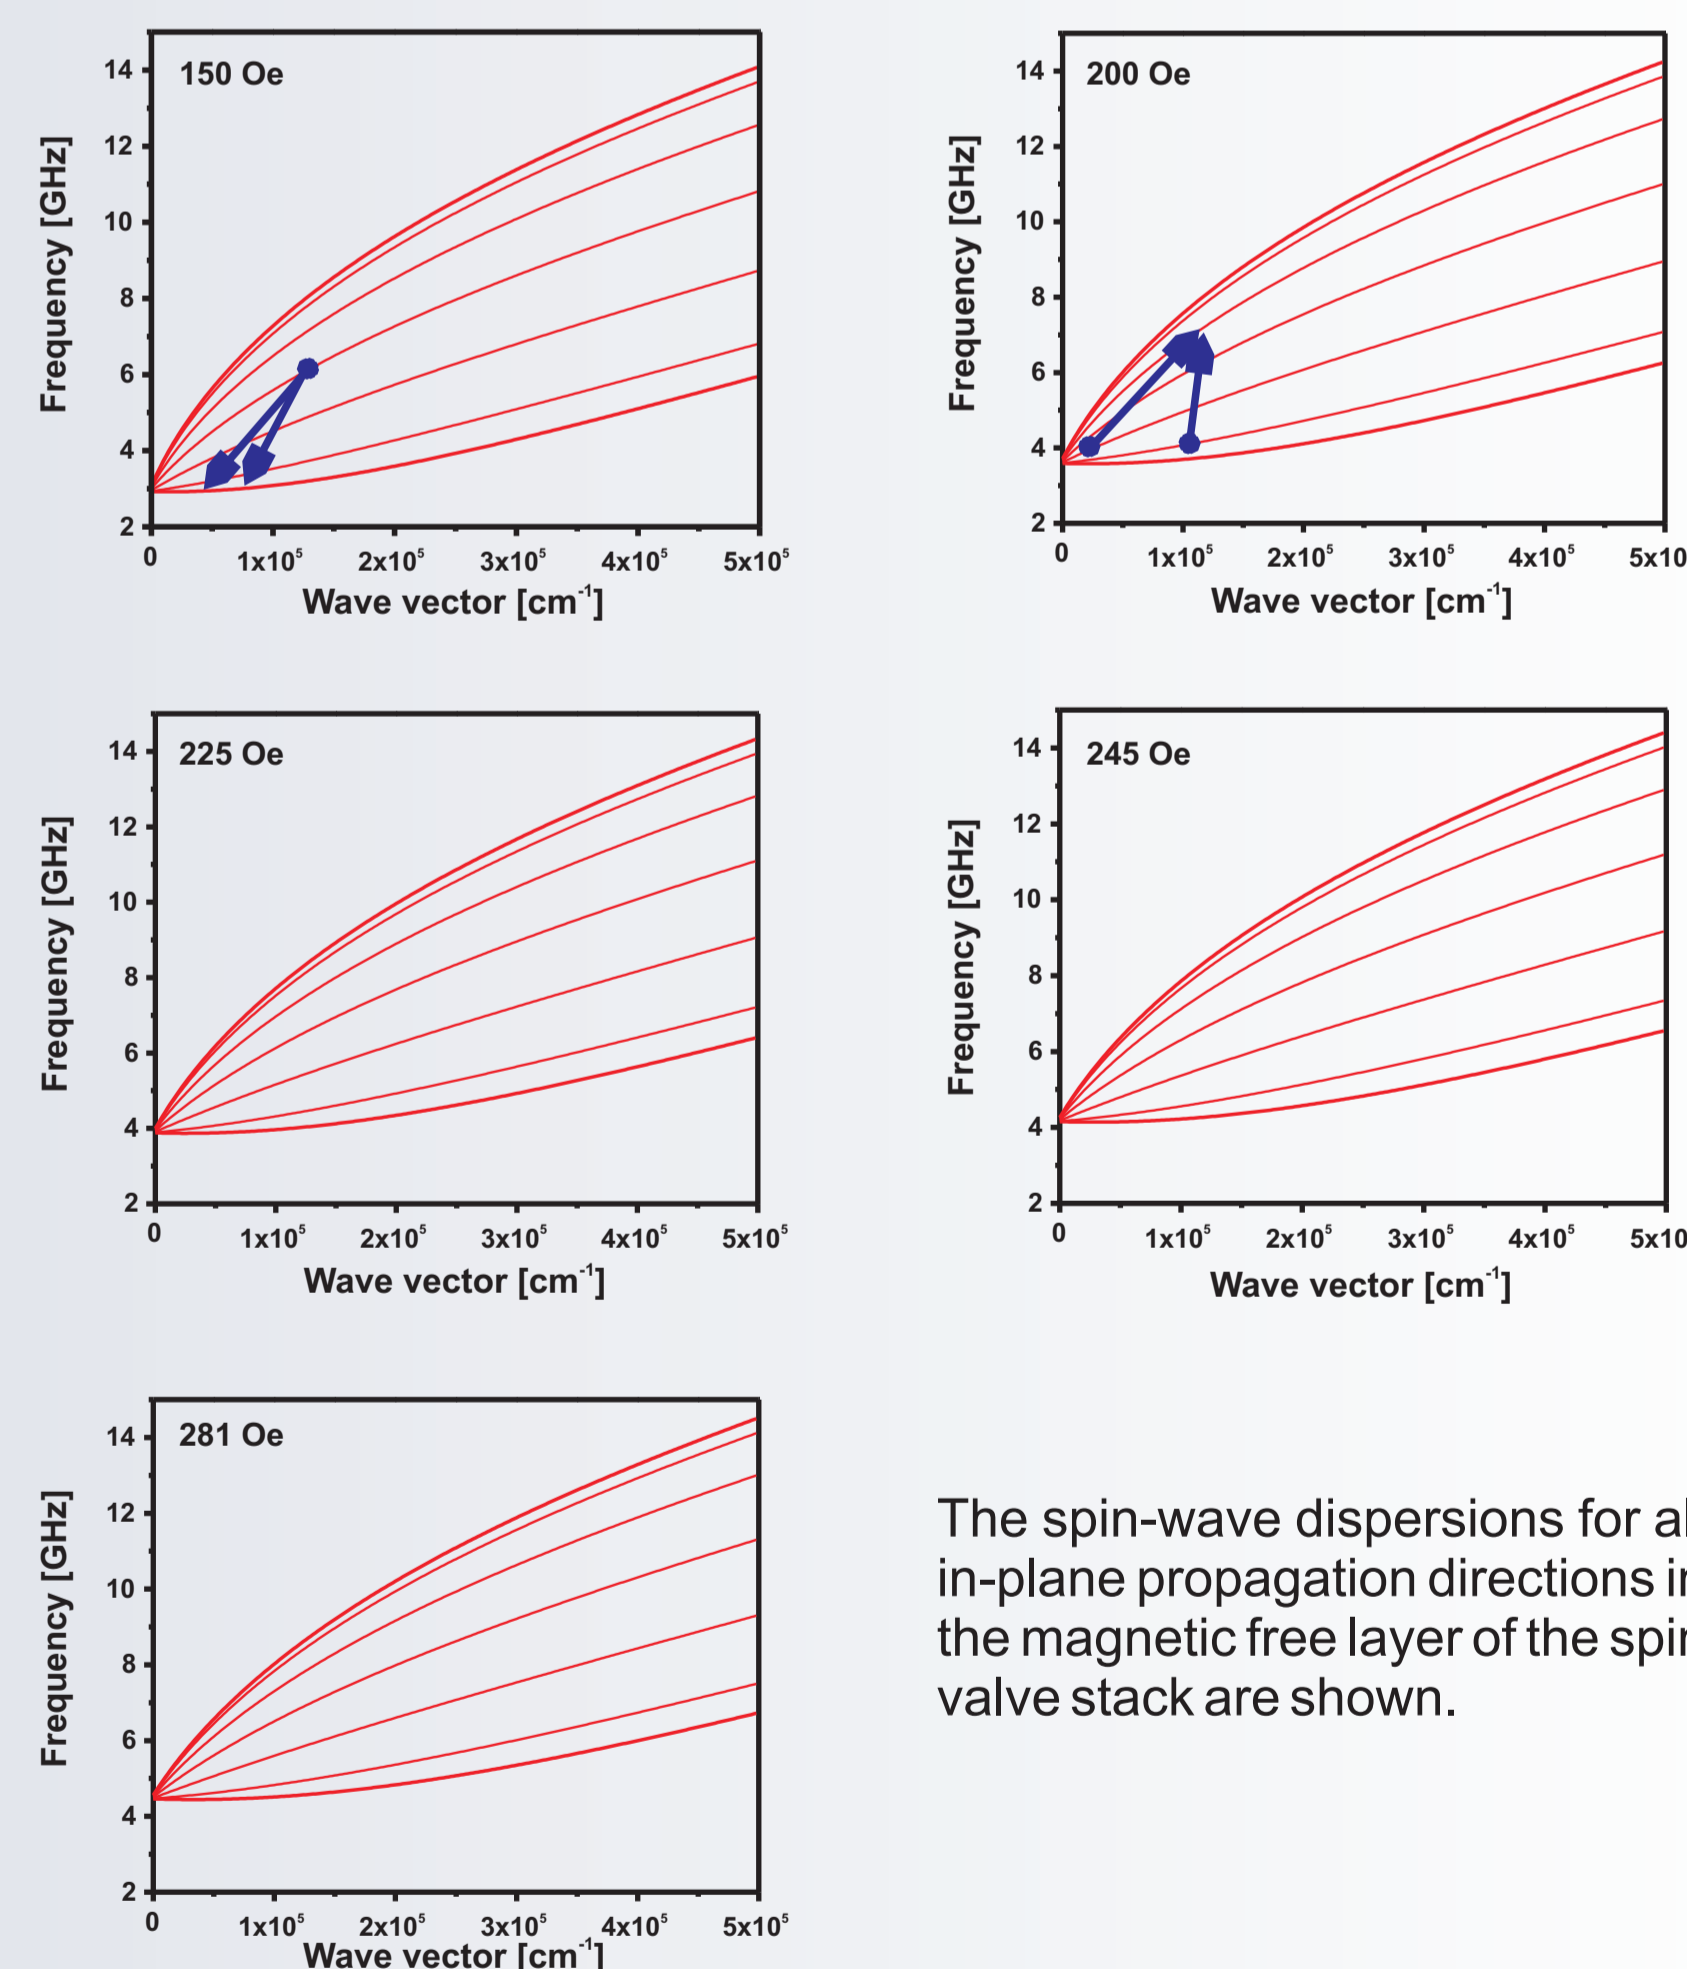 150 Oe
Frequency [GHz]
14
12
10
8
6
4
2
0 1x10⁵ 2x10⁵ 3x10⁵ 4x10⁵ 5x10⁵
Wave vector [cm⁻¹]
200 Oe
Frequency [GHz]
14
12
10
8
6
4
2
0 1x10⁵ 2x10⁵ 3x10⁵ 4x10⁵ 5x10
Wave vector [cm⁻¹]
225 Oe
Frequency [GHz]
14
12
10
8
6
4
2
0 1x10⁵ 2x10⁵ 3x10⁵ 4x10⁵ 5x10⁵
Wave vector [cm⁻¹]
245 Oe
Frequency [GHz]
14
12
10
8
6
4
2
0 1x10⁵ 2x10⁵ 3x10⁵ 4x10⁵ 5x10
Wave vector [cm⁻¹]
281 Oe
Frequency [GHz]
14
12
10
8
6
4
2
0 1x10⁵ 2x10⁵ 3x10⁵ 4x10⁵ 5x10⁵
Wave vector [cm⁻¹]
The spin-wave dispersions for al
in-plane propagation directions in
the magnetic free layer of the spin
valve stack are shown.